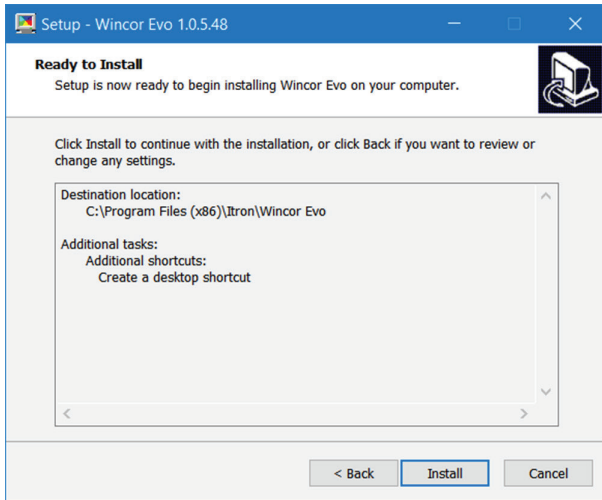 Setup - Wincor Evo 1.0.5.48
Ready to Install
Setup is now ready to begin installing Wincor Evo on your computer.
Click Install to continue with the installation, or click Back if you want to review or
change any settings.
Destination location:
C:\Program Files (x86)\Itron\Wincor Evo
Additional tasks:
Additional shortcuts:
Create a desktop shortcut
< Back Install Cancel